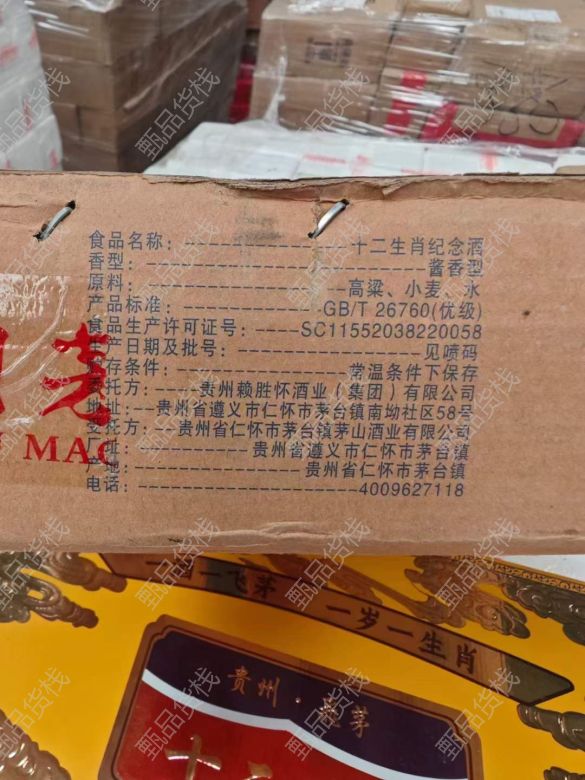 食品名称：------------------十二生肖纪念酒
香型：---------------------------酱香型
原料：------------------高粱、小麦、水
产品标准：---------------GB/T 26760(优级)
食品生产许可证号：-----SC11552038220058
生产日期及批号：------------------见喷码
贮存条件：----------------常温条件下保存
委托方：----贵州赖胜怀酒业（集团）有限公司
地址：--贵州省遵义市仁怀市茅台镇南坳社区58号
受托方：--贵州省仁怀市茅台镇茅山酒业有限公司
厂址：-----------贵州省遵义市仁怀市茅台镇
产地：----------------贵州省仁怀市茅台镇
电话：----------------------4009627118
老
MAC
一飞茅
一岁一生肖
贵州·
茅
十二
甄品货栈